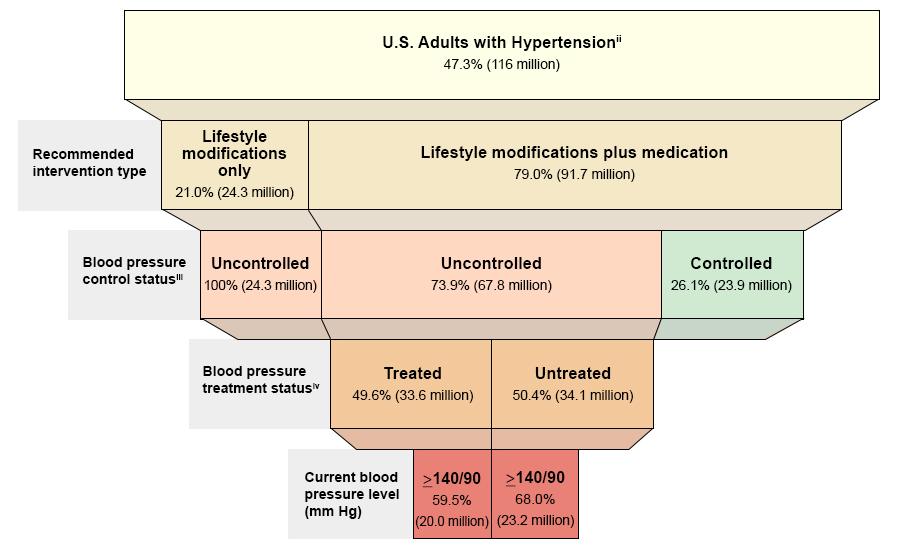 U.S. Adults with Hypertensionⁱⁱ
47.3% (116 million)
Recommended
intervention type
Lifestyle
modifications
only
21.0% (24.3 million)
Lifestyle modifications plus medication
79.0% (91.7 million)
Blood pressure
control statusⁱⁱⁱ
Uncontrolled
100% (24.3 million)
Uncontrolled
73.9% (67.8 million)
Controlled
26.1% (23.9 million)
Blood pressure
treatment statusⁱᵛ
Treated
49.6% (33.6 million)
Untreated
50.4% (34.1 million)
Current blood
pressure level
(mm Hg)
≥140/90
59.5%
(20.0 million)
≥140/90
68.0%
(23.2 million)